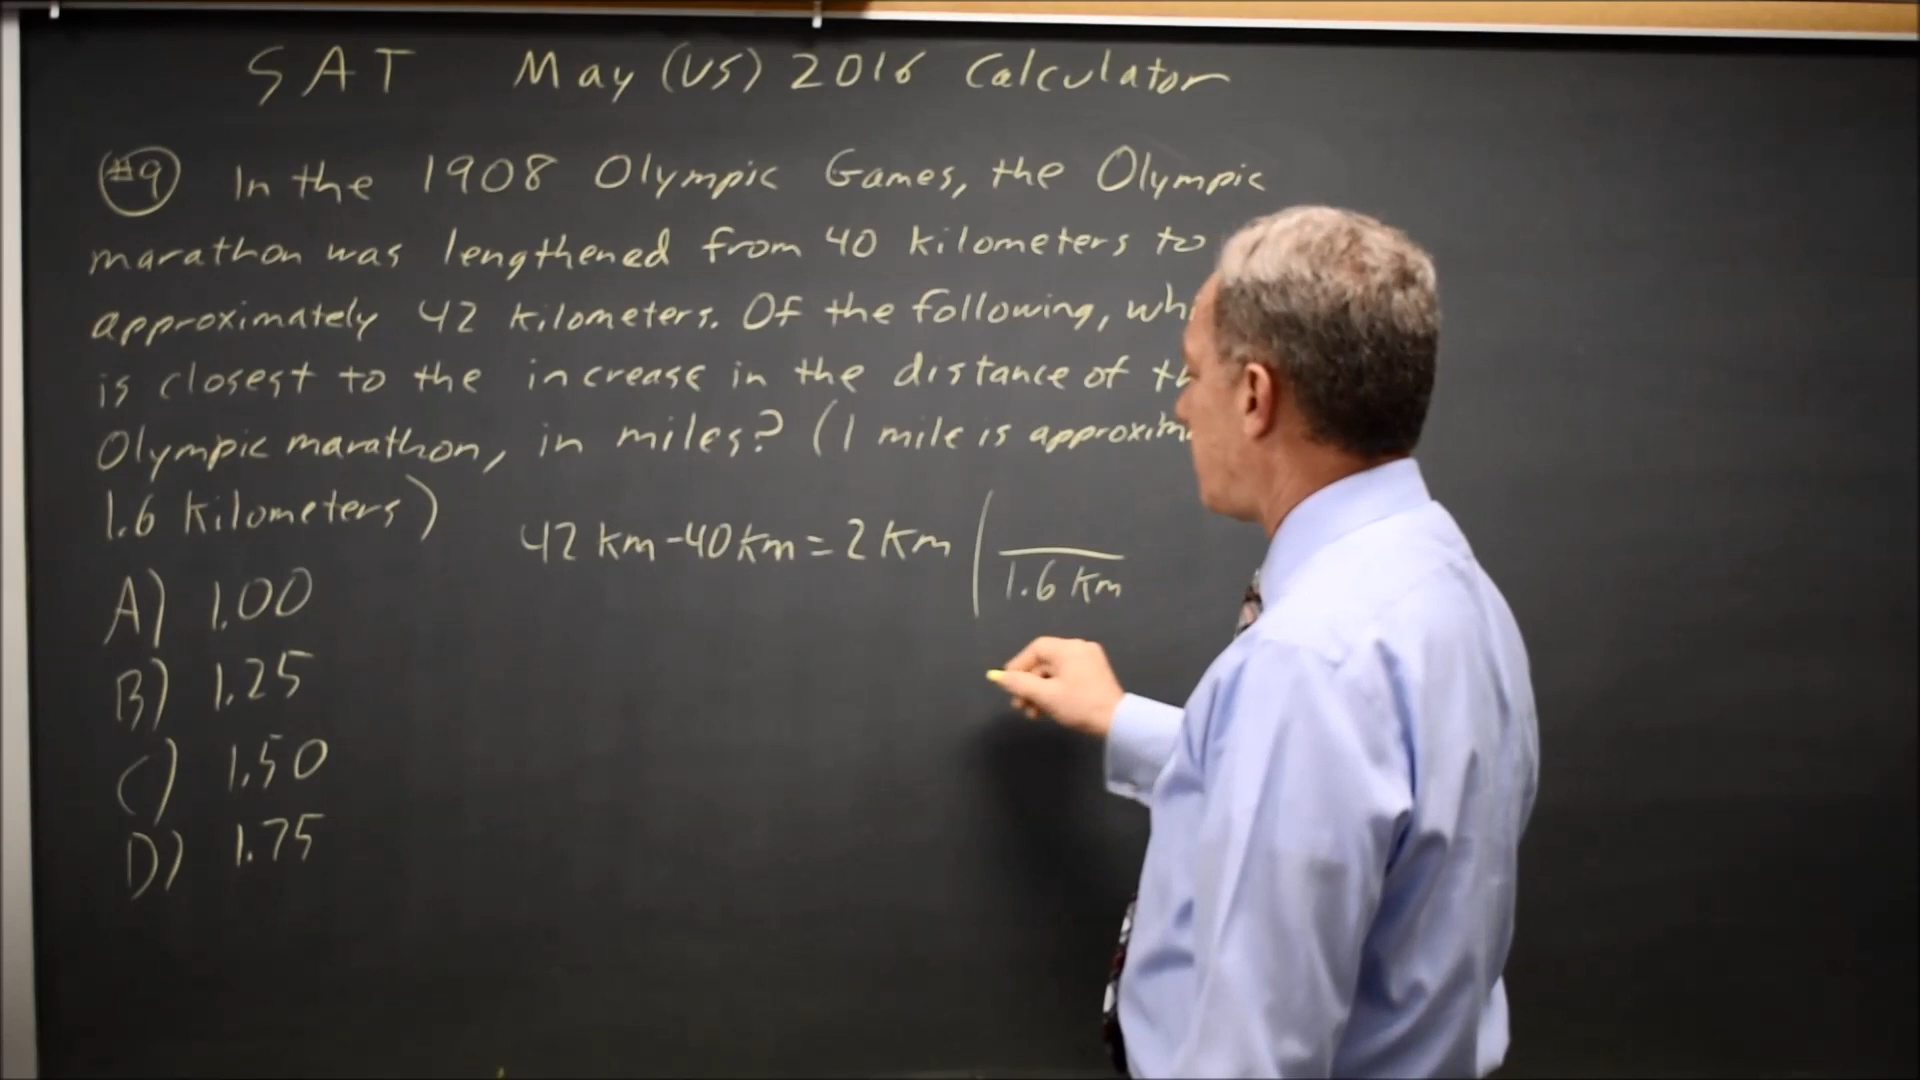 SAT May (US) 2016 Calculator
#9 In the 1908 Olympic Games, the Olympic
marathon was lengthened from 40 kilometers to
approximately 42 kilometers. Of the following,
is closest to the increase in the distance of
Olympic marathon, in miles? (1 mile is
1.6 kilometers)
42 km - 40 km = 2 km | / 1.6 km
A) 1.00
B) 1.25
C) 1.50
D) 1.75